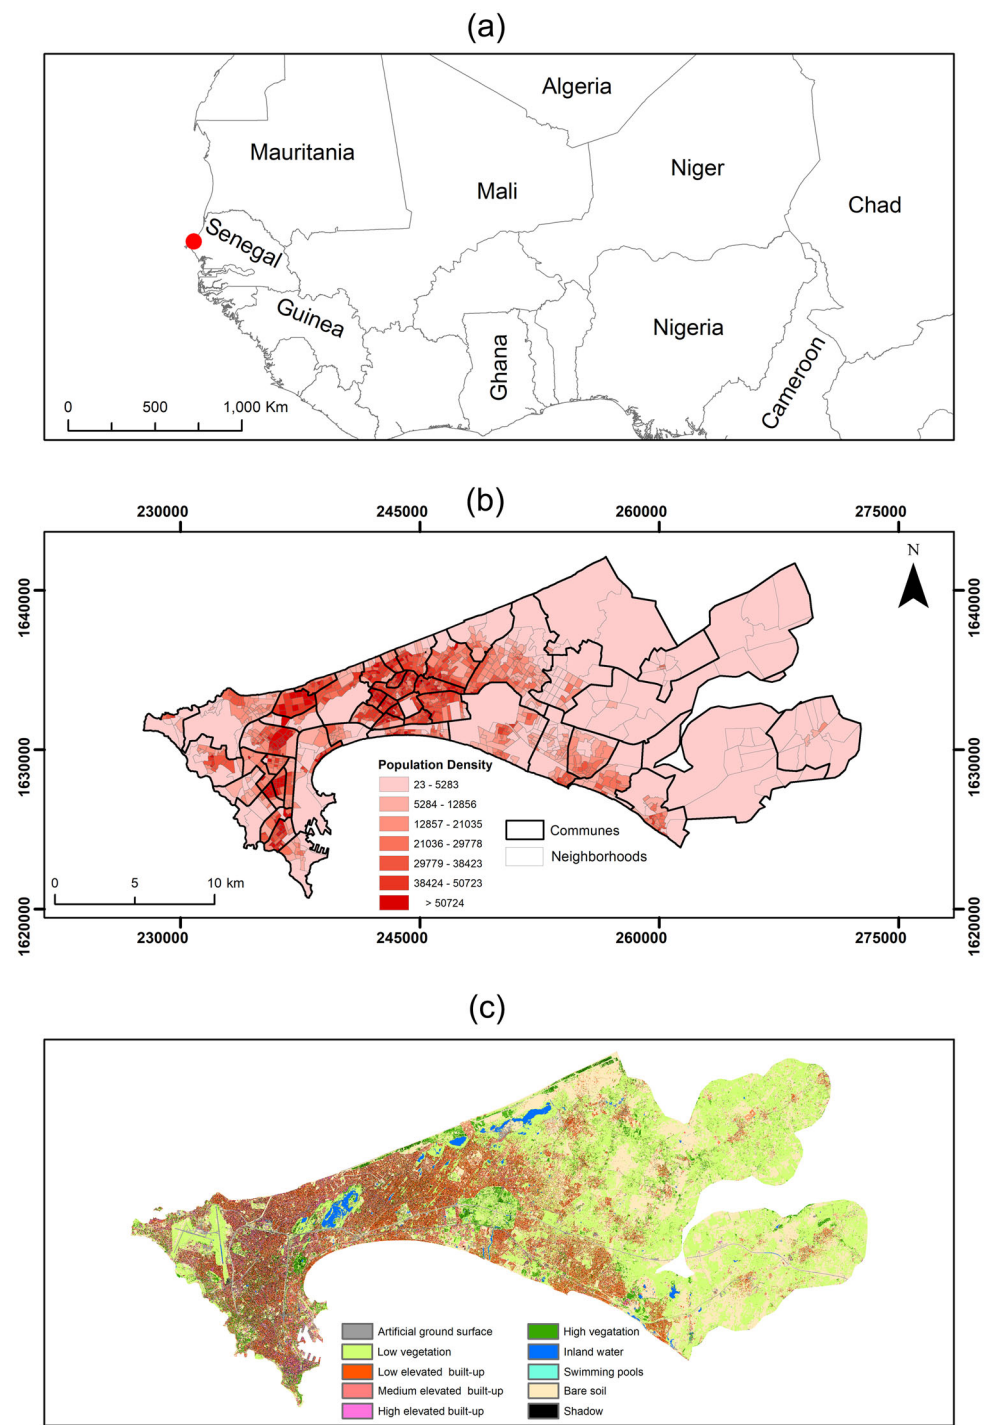 (a)
Algeria
Mauritania
Mali
Niger
Chad
Senegal
Guinea
Ghana
Nigeria
Cameroon
0 500 1,000 Km
(b)
230000 245000 260000 275000
N
1640000 1640000
1630000 1630000
1620000 1620000
Population Density
23 - 5283
5284 - 12856
12857 - 21035
21036 - 29778
29779 - 38423
38424 - 50723
> 50724
Communes
Neighborhoods
0 5 10 km
230000 245000 260000 275000
(c)
Artificial ground surface
Low vegetation
Low elevated built-up
Medium elevated built-up
High elevated built-up
High vegatation
Inland water
Swimming pools
Bare soil
Shadow